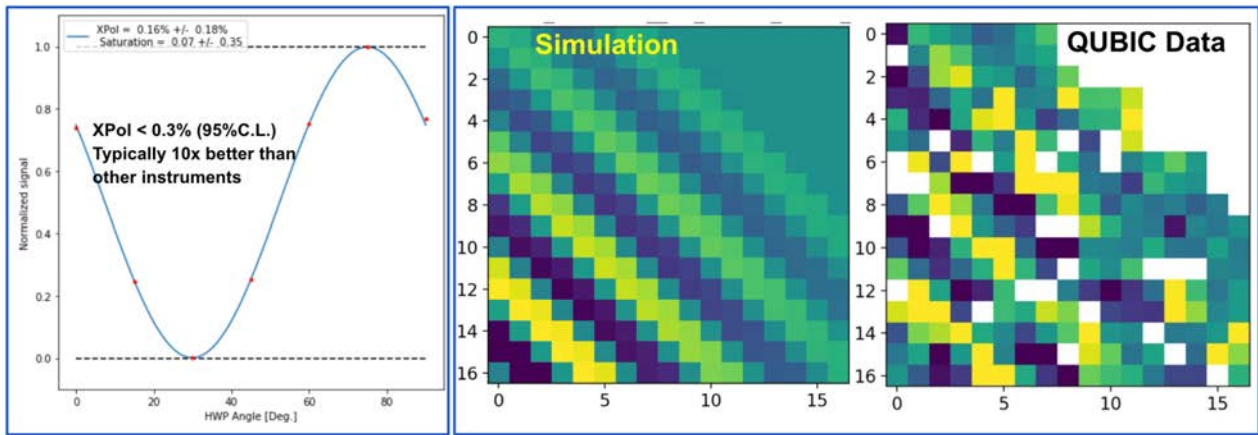 XPol = 0.16% +/- 0.18%
Saturation = 0.07 +/- 0.35
1.0
0.8
0.6
0.4
0.2
0.0
Normalized signal
XPol < 0.3% (95%C.L.)
Typically 10x better than
other instruments
0 20 40 60 80
HWP Angle [Deg.]
Simulation
0
2
4
6
8
10
12
14
16
0 5 10 15
QUBIC Data
0
2
4
6
8
10
12
14
16
0 5 10 15